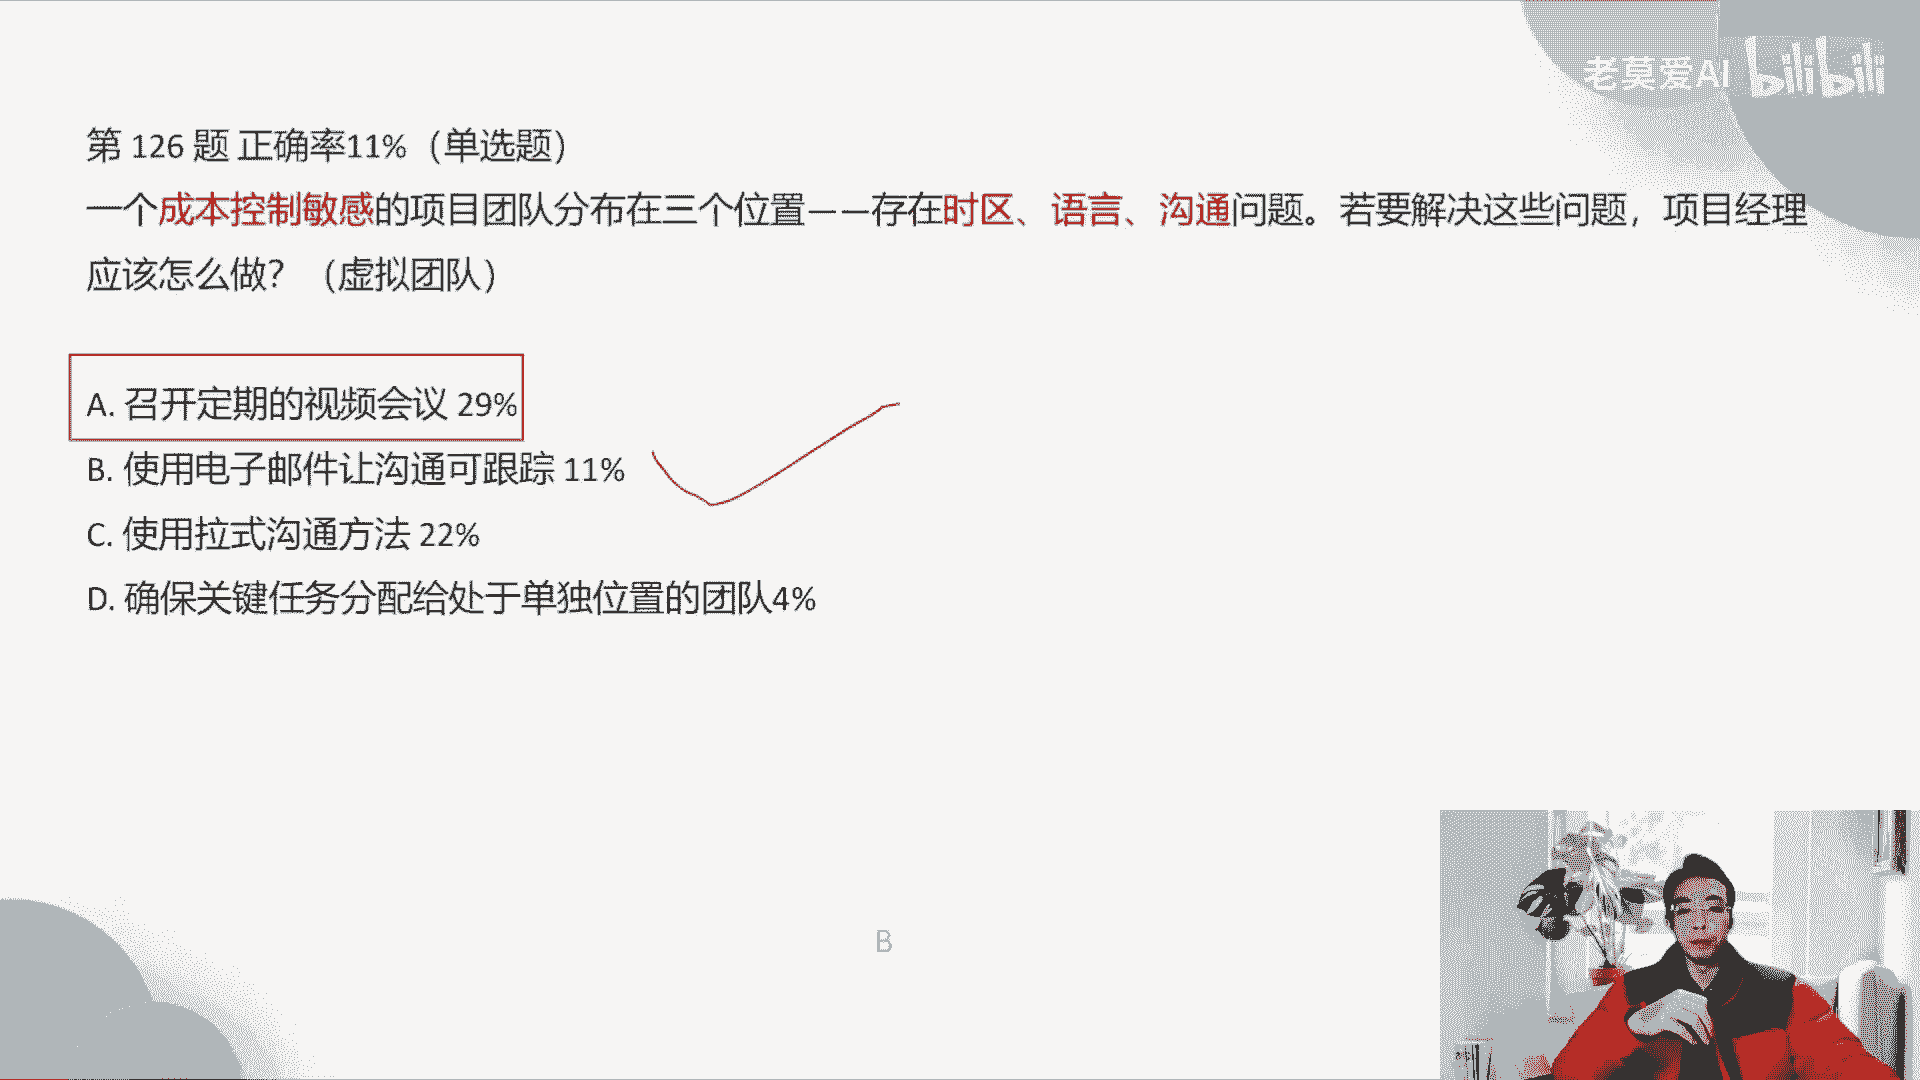 老莫爱AI bilibili
第 126 题 正确率11%（单选题）
一个成本控制敏感的项目团队分布在三个位置——存在时区、语言、沟通问题。若要解决这些问题，项目经理
应该怎么做？（虚拟团队）
A. 召开定期的视频会议 29%
B. 使用电子邮件让沟通可跟踪 11%
C. 使用拉式沟通方法 22%
D. 确保关键任务分配给处于单独位置的团队4%
B